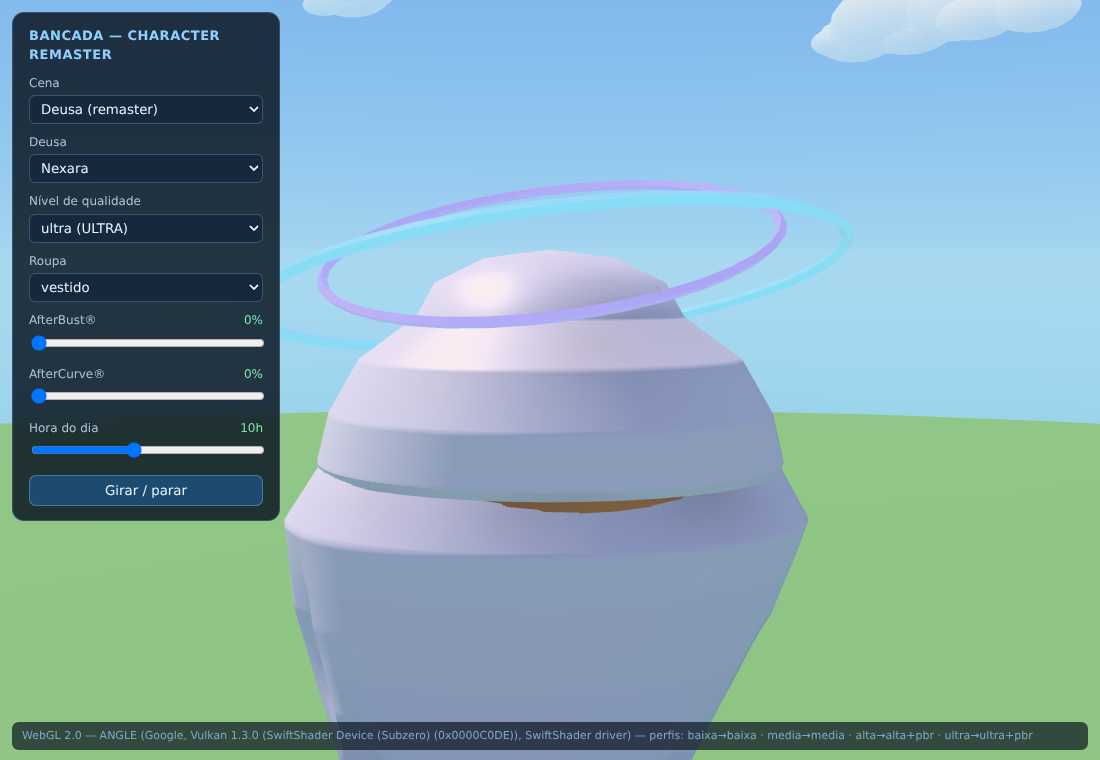 BANCADA — CHARACTER
REMASTER
Cena
Deusa (remaster)
Deusa
Nexara
Nível de qualidade
ultra (ULTRA)
Roupa
vestido
AfterBust® 0%
AfterCurve® 0%
Hora do dia 10h
Girar / parar
WebGL 2.0 — ANGLE (Google, Vulkan 1.3.0 (SwiftShader Device (Subzero) (0x0000C0DE)), SwiftShader driver) — perfis: baixa→baixa · media→media · alta→alta+pbr · ultra→ultra+pbr